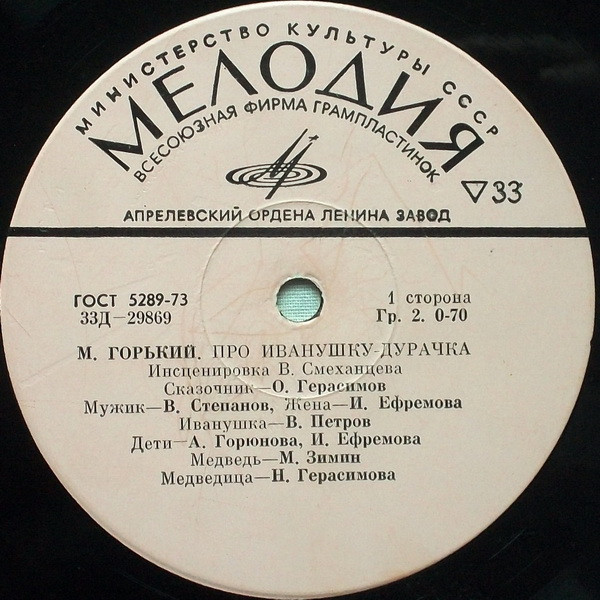 МИНИСТЕРСТВО КУЛЬТУРЫ СССР
МЕЛОДИЯ
ВСЕСОЮЗНАЯ ФИРМА ГРАМПЛАСТИНОК
33
АПРЕЛЕВСКИЙ ОРДЕНА ЛЕНИНА ЗАВОД
ГОСТ 5289-73
1 сторона
33Д—29869
Гр. 2. 0-70
М. ГОРЬКИЙ. ПРО ИВАНУШКУ-ДУРАЧКА
Инсценировка В. Смеханцева
Сказочник—О. Герасимов
Мужик—В. Степанов, Жена—И. Ефремова
Иванушка—В. Петров
Дети—А. Горюнова, И. Ефремова
Медведь—М. Зимин
Медведица—Н. Герасимова